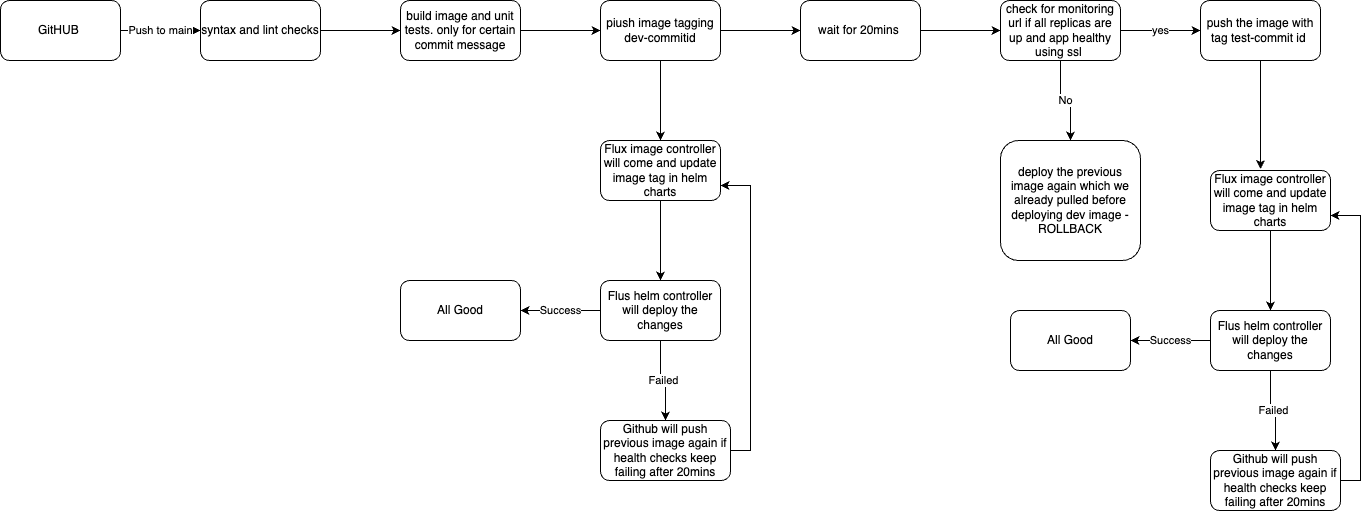 GitHUB
Push to main
syntax and lint checks
build image and unit
tests. only for certain
commit message
piush image tagging
dev-commitid
wait for 20mins
check for monitoring
url if all replicas are
up and app healthy
using ssl
yes
push the image with
tag test-commit id
No
deploy the previous
image again which we
already pulled before
deploying dev image -
ROLLBACK
Flux image controller
will come and update
image tag in helm
charts
Flus helm controller
will deploy the
changes
Success
All Good
Failed
Github will push
previous image again if
health checks keep
failing after 20mins
Flux image controller
will come and update
image tag in helm
charts
Flus helm controller
will deploy the
changes
Success
All Good
Failed
Github will push
previous image again if
health checks keep
failing after 20mins